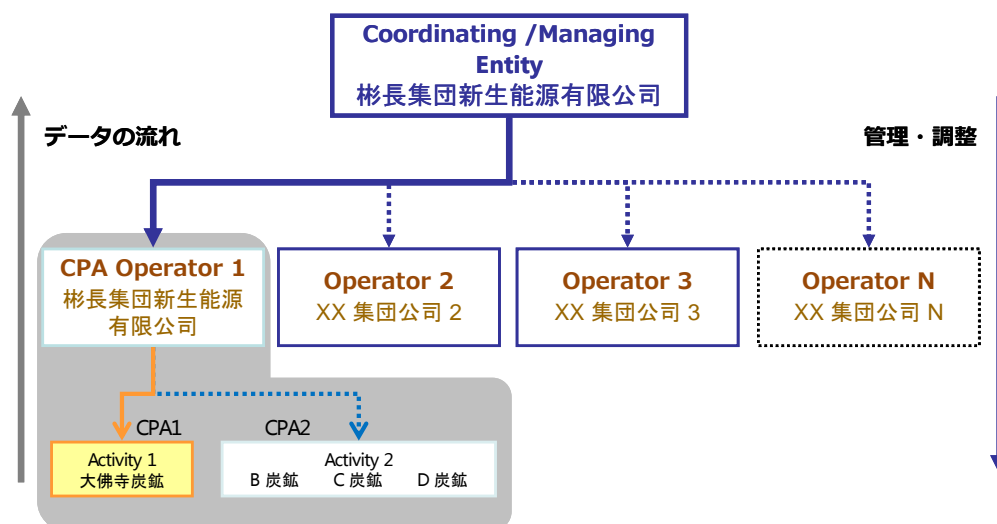 Coordinating /Managing
Entity
彬長集団新生能源有限公司
データの流れ
管理・調整
CPA Operator 1
彬長集団新生能源
有限公司
Operator 2
XX 集団公司 2
Operator 3
XX 集団公司 3
Operator N
XX 集団公司 N
CPA1
CPA2
Activity 1
大佛寺炭鉱
Activity 2
B 炭鉱 C 炭鉱 D 炭鉱